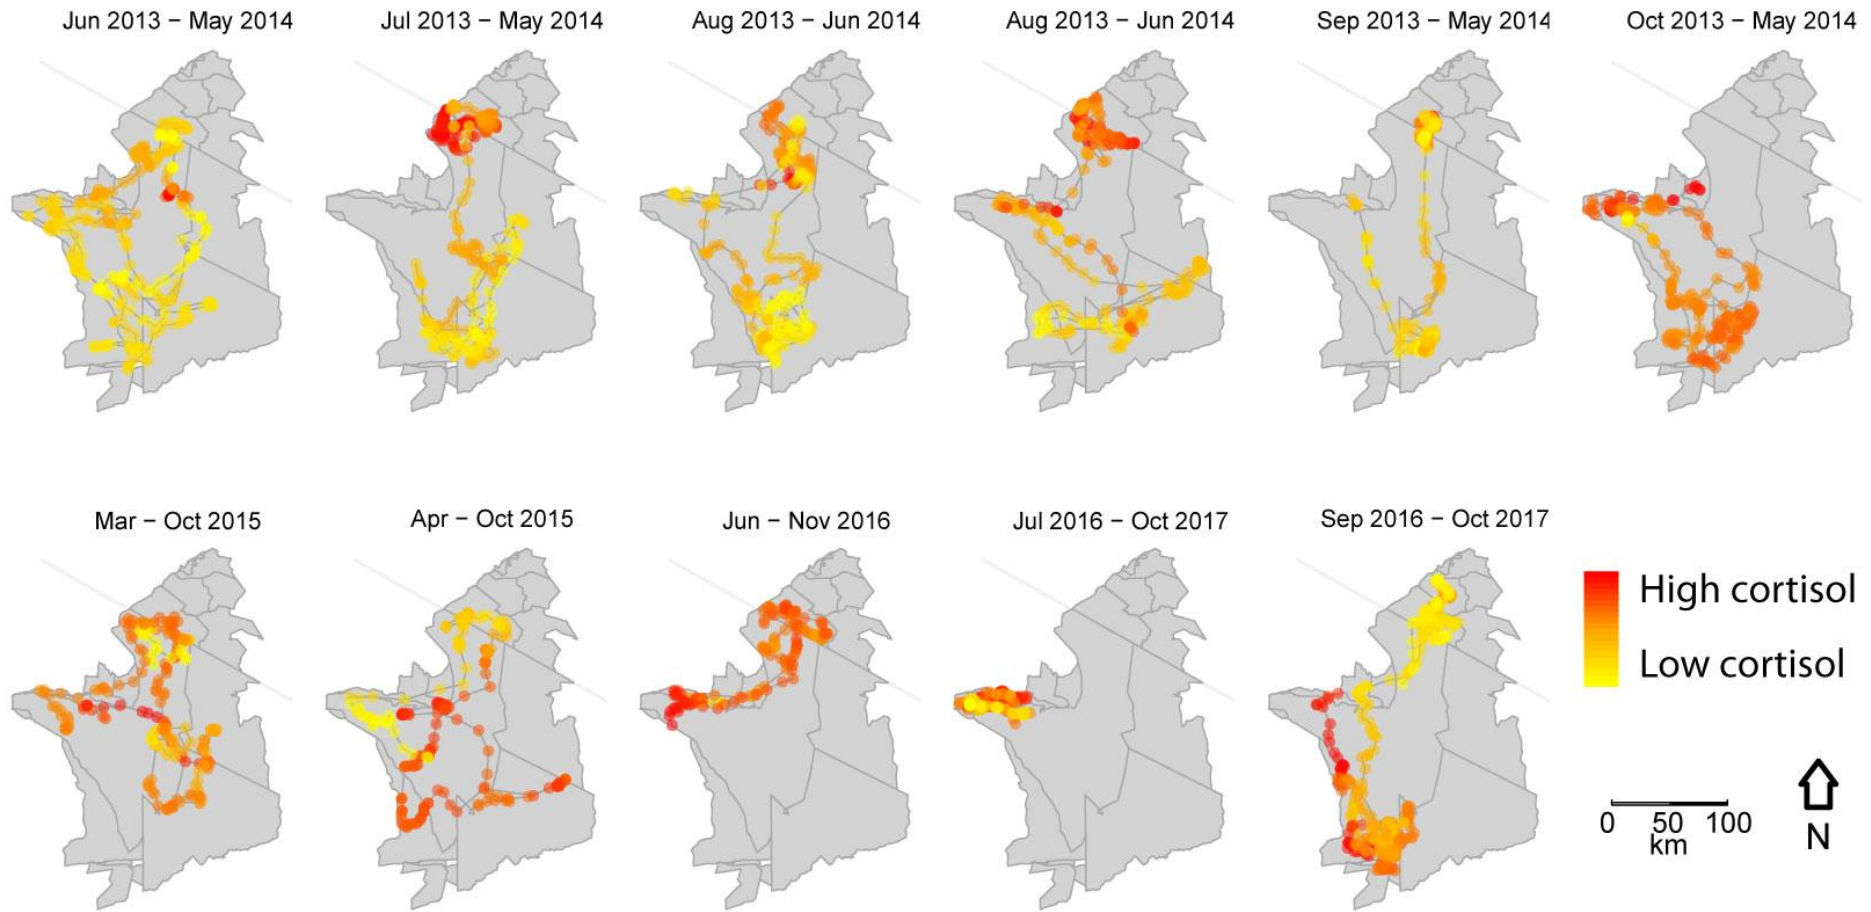 Jun 2013 − May 2014
Jul 2013 − May 2014
Aug 2013 − Jun 2014
Aug 2013 − Jun 2014
Sep 2013 − May 2014
Oct 2013 − May 2014
Mar − Oct 2015
Apr − Oct 2015
Jun − Nov 2016
Jul 2016 − Oct 2017
Sep 2016 − Oct 2017
High cortisol
Low cortisol
0 50 100
km
N